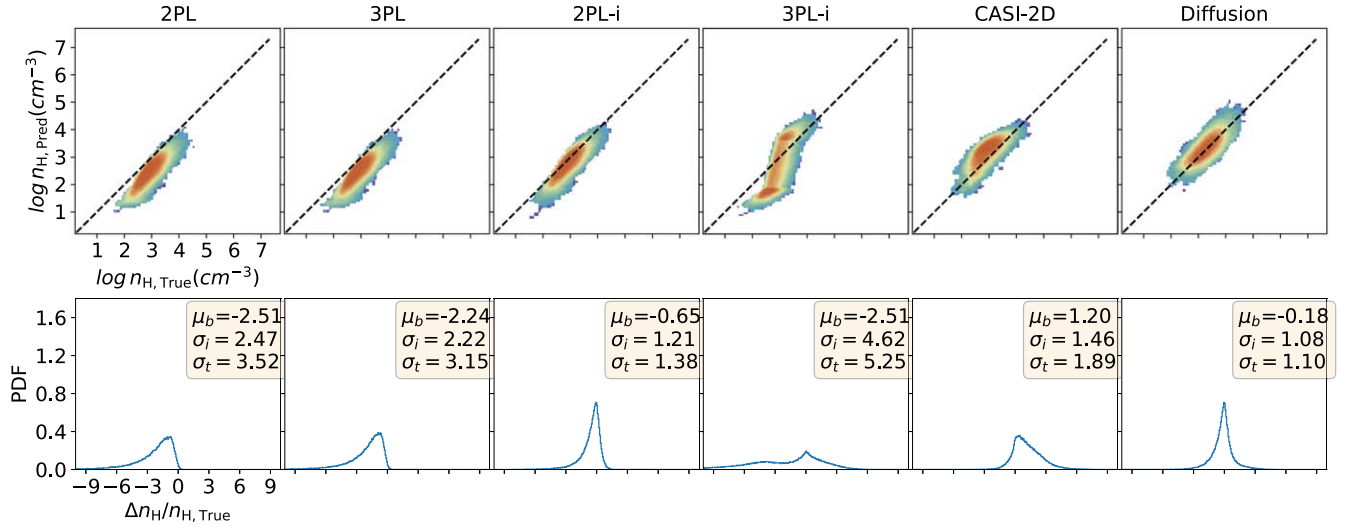 2PL 3PL 2PL-i 3PL-i CASI-2D Diffusion
7
6
5
4
3
2
1
log n_H, Pred (cm⁻³)
1 2 3 4 5 6 7
log n_H, True (cm⁻³)
μ_b=-2.51 μ_b=-2.24 μ_b=-0.65 μ_b=-2.51 μ_b=1.20 μ_b=-0.18
σ_i = 2.47 σ_i = 2.22 σ_i = 1.21 σ_i = 4.62 σ_i = 1.46 σ_i = 1.08
σ_t = 3.52 σ_t = 3.15 σ_t = 1.38 σ_t = 5.25 σ_t = 1.89 σ_t = 1.10
1.6
1.2
0.8
0.4
0.0
PDF
−9 −6 −3 0 3 6 9
Δn_H/n_H, True